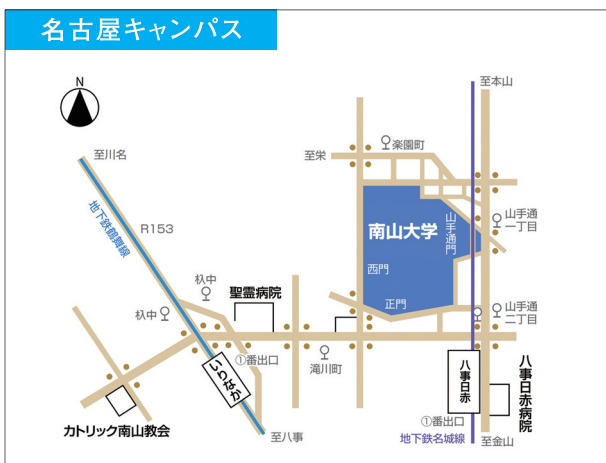 名古屋キャンパス
N
至本山
至川名
至栄
楽園町
地下鉄鶴舞線
R153
南山大学
山手通門
山手通
一丁目
西門
正門
杁中
聖霊病院
杁中
山手通
二丁目
①番出口
滝川町
いりなか
八事日赤
八事日赤病院
カトリック南山教会
至八事
①番出口
地下鉄名城線
至金山